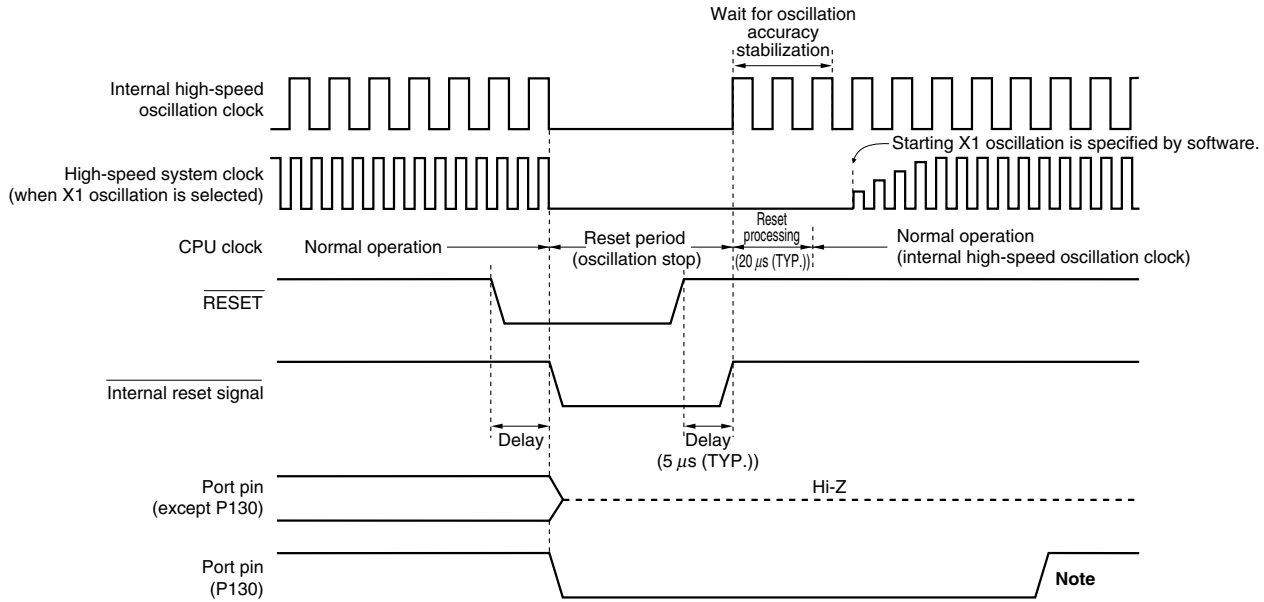 Wait for oscillation
accuracy
stabilization
Internal high-speed
oscillation clock
Starting X1 oscillation is specified by software.
High-speed system clock
(when X1 oscillation is selected)
CPU clock
Normal operation
Reset period
(oscillation stop)
Reset
processing
(20 μs (TYP.))
Normal operation
(internal high-speed oscillation clock)
RESET
Internal reset signal
Delay
Delay
(5 μs (TYP.))
Port pin
(except P130)
Hi-Z
Port pin
(P130)
Note